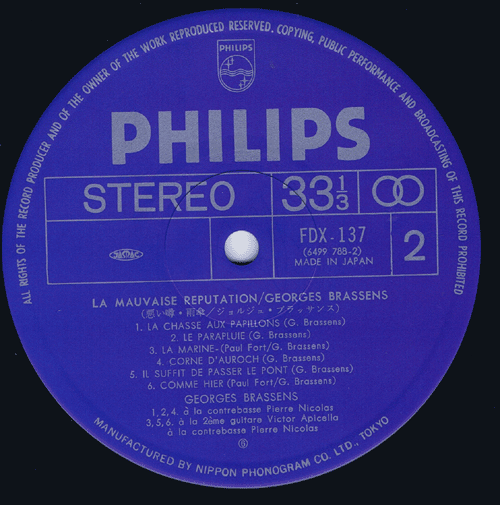 ALL RIGHTS OF THE RECORD PRODUCER AND OF THE OWNER OF THE WORK REPRODUCED RESERVED. COPYING, PUBLIC PERFORMANCE AND BROADCASTING OF THIS RECORD PROHIBITED
PHILIPS
PHILIPS
STEREO 33 1/3
JASRAC FDX-137 2
(6499 788-2)
MADE IN JAPAN
LA MAUVAISE REPUTATION/GEORGES BRASSENS
(悪い噂・雨傘/ジョルジュ・ブラッサンス)
1. LA CHASSE AUX PAPILLONS (G. Brassens)
2. LE PARAPLUIE (G. Brassens)
3. LA MARINE-(Paul Fort/G. Brassens)
4. CORNE D'AUROCH (G. Brassens)
5. IL SUFFIT DE PASSER LE PONT (G. Brassens)
6. COMME HIER (Paul Fort/G. Brassens)
GEORGES BRASSENS
1, 2, 4. à la contrebasse Pierre Nicolas
3, 5, 6. à la 2ème guitare Victor Apicella
à la contrebasse Pierre Nicolas
MANUFACTURED BY NIPPON PHONOGRAM CO. LTD., TOKYO